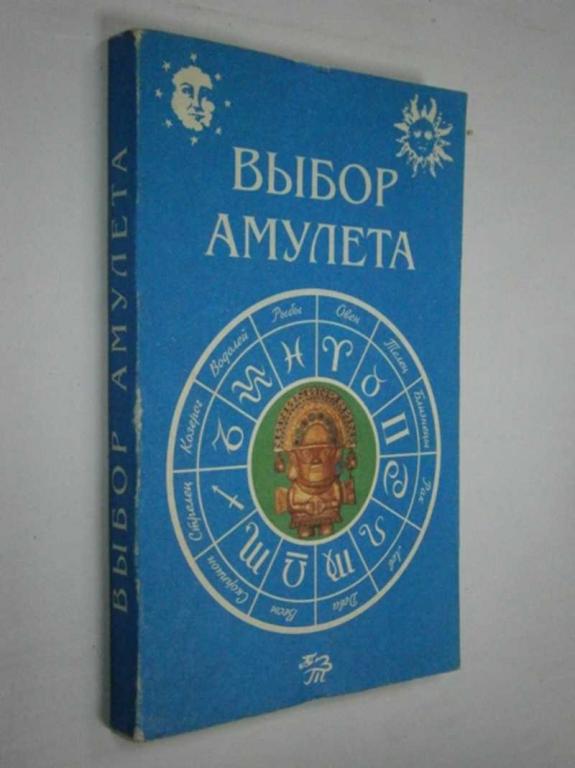 ВЫБОР
АМУЛЕТА
ВЫБОР АМУЛЕТА
Рыбы
Овен
Телец
Близнецы
Рак
Лев
Дева
Весы
Скорпион
Стрелец
Козерог
Водолей